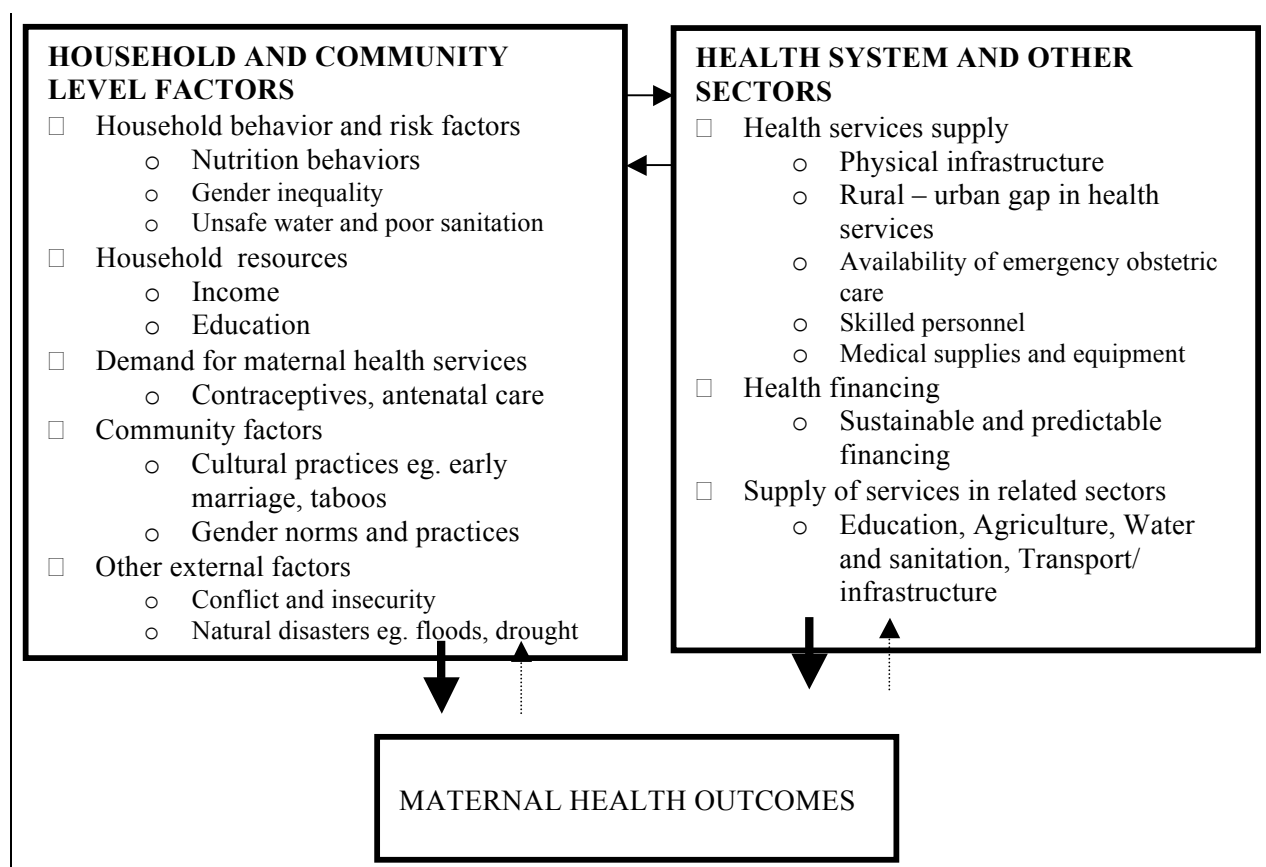 HOUSEHOLD AND COMMUNITY
LEVEL FACTORS
□ Household behavior and risk factors
o Nutrition behaviors
o Gender inequality
o Unsafe water and poor sanitation
□ Household resources
o Income
o Education
□ Demand for maternal health services
o Contraceptives, antenatal care
□ Community factors
o Cultural practices eg. early
marriage, taboos
o Gender norms and practices
□ Other external factors
o Conflict and insecurity
o Natural disasters eg. floods, drought
HEALTH SYSTEM AND OTHER
SECTORS
□ Health services supply
o Physical infrastructure
o Rural – urban gap in health
services
o Availability of emergency obstetric
care
o Skilled personnel
o Medical supplies and equipment
□ Health financing
o Sustainable and predictable
financing
□ Supply of services in related sectors
o Education, Agriculture, Water
and sanitation, Transport/
infrastructure
MATERNAL HEALTH OUTCOMES